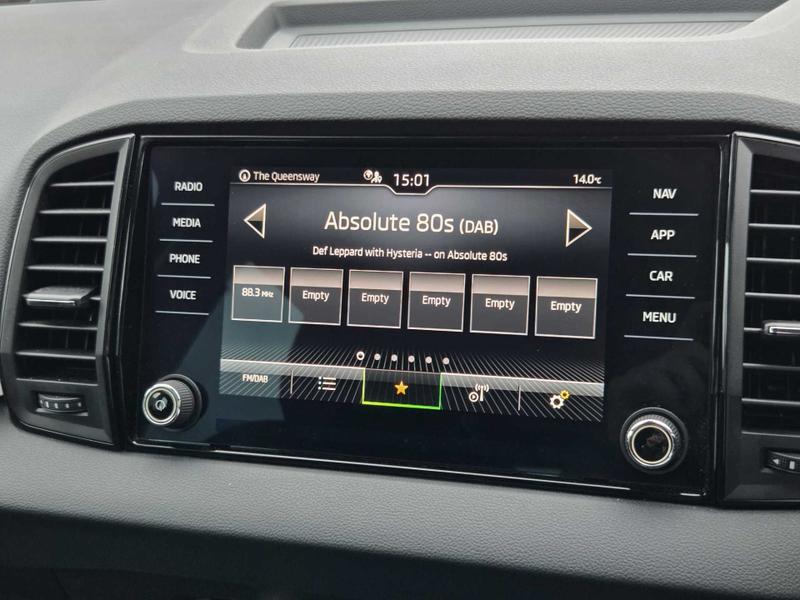 The Queensway 15:01 14.0°C
RADIO
MEDIA
PHONE
VOICE
Absolute 80s (DAB)
Def Leppard with Hysteria -- on Absolute 80s
88.3 MHz Empty Empty Empty Empty Empty
FM/DAB
NAV
APP
CAR
MENU